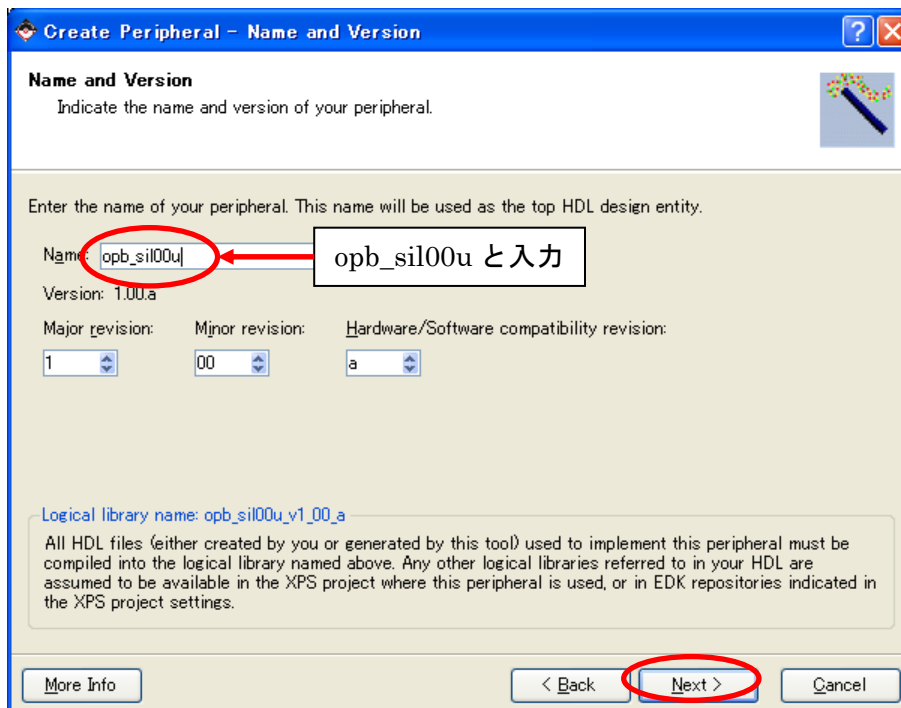 Create Peripheral - Name and Version
Name and Version
Indicate the name and version of your peripheral.
Enter the name of your peripheral. This name will be used as the top HDL design entity.
Name: opb_sil00u
opb_sil00u と入力
Version: 1.00.a
Major revision: Minor revision: Hardware/Software compatibility revision:
1 00 a
Logical library name: opb_sil00u_v1_00_a
All HDL files (either created by you or generated by this tool) used to implement this peripheral must be
compiled into the logical library named above. Any other logical libraries referred to in your HDL are
assumed to be available in the XPS project where this peripheral is used, or in EDK repositories indicated in
the XPS project settings.
More Info < Back Next > Cancel